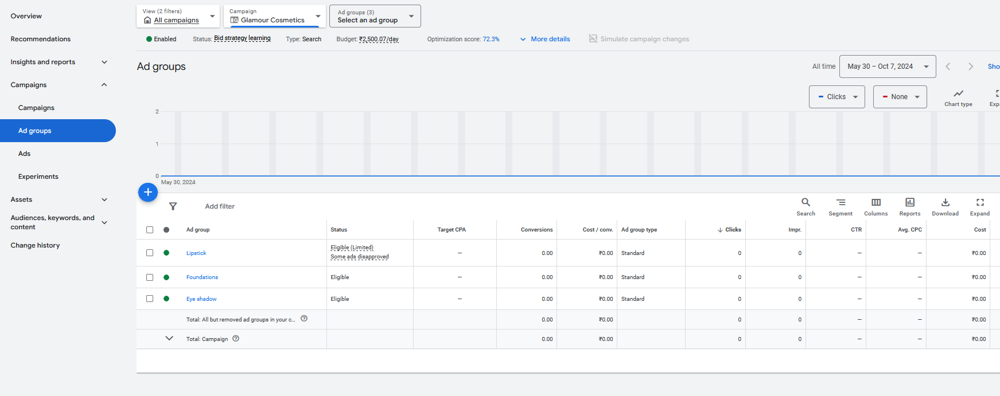 Overview
Recommendations
Insights and reports
Campaigns
Campaigns
Ad groups
Ads
Experiments
Assets
Audiences, keywords, and
content
Change history
View (2 filters)
All campaigns
Campaign
Glamour Cosmetics
Ad groups (3)
Select an ad group
Enabled Status: Bid strategy learning Type: Search Budget: ₹2,500.07/day Optimization score: 72.3% More details Simulate campaign changes
Ad groups
All time May 30 – Oct 7, 2024 Sho
Clicks None Chart type Expa
2
1
0
May 30, 2024
Add filter
Search Segment Columns Reports Download Expand
Ad group Status Target CPA Conversions Cost / conv. Ad group type Clicks Impr. CTR Avg. CPC Cost
Lipstick Eligible (Limited) Some ads disapproved — 0.00 ₹0.00 Standard 0 0 — — ₹0.00
Foundations Eligible — 0.00 ₹0.00 Standard 0 0 — — ₹0.00
Eye shadow Eligible — 0.00 ₹0.00 Standard 0 0 — — ₹0.00
Total: All but removed ad groups in your c... 0.00 ₹0.00 0 0 — — ₹0.00
Total: Campaign 0.00 ₹0.00 0 0 — — ₹0.00